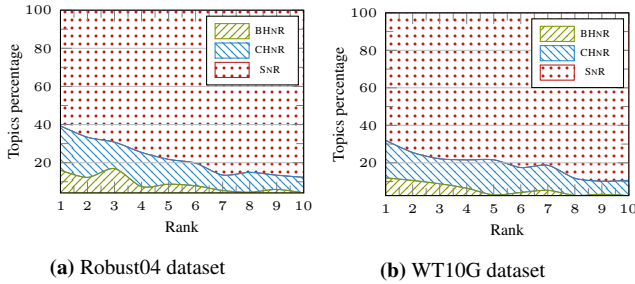 100
80
60
40
20
Topics percentage
BHNR
CHNR
SNR
1 2 3 4 5 6 7 8 9 10
Rank
(a) Robust04 dataset
100
80
60
40
20
Topics percentage
BHNR
CHNR
SNR
1 2 3 4 5 6 7 8 9 10
Rank
(b) WT10G dataset